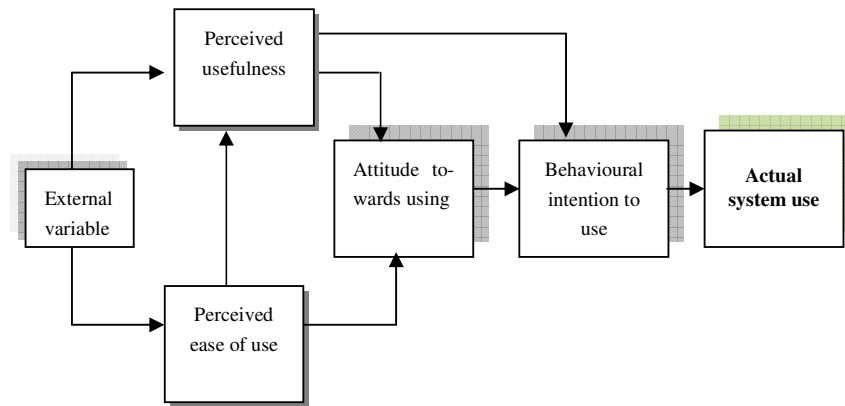 Perceived
usefulness
External
variable
Perceived
ease of use
Attitude to-
wards using
Behavioural
intention to
use
Actual
system use